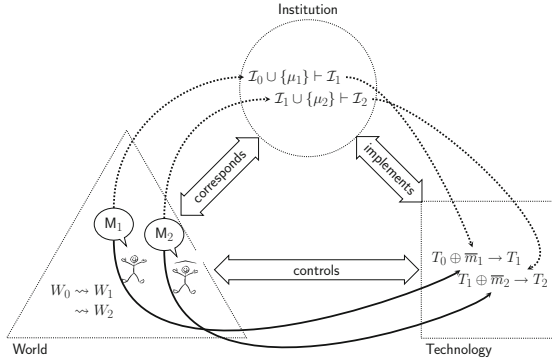 Institution
I₀ ∪ {μ₁} ⊢ I₁
I₁ ∪ {μ₂} ⊢ I₂
corresponds
implements
M₁
M₂
controls
T₀ ⊕ m̅₁ → T₁
T₁ ⊕ m̅₂ → T₂
W₀ ⇝ W₁
⇝ W₂
World
Technology